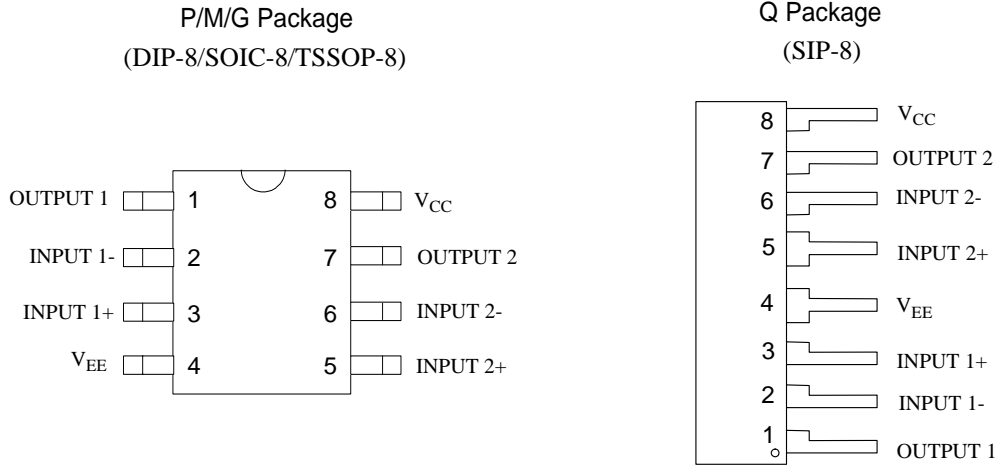 P/M/G Package
(DIP-8/SOIC-8/TSSOP-8)
OUTPUT 1 1 8 VCC
INPUT 1- 2 7 OUTPUT 2
INPUT 1+ 3 6 INPUT 2-
VEE 4 5 INPUT 2+
Q Package
(SIP-8)
8 VCC
7 OUTPUT 2
6 INPUT 2-
5 INPUT 2+
4 VEE
3 INPUT 1+
2 INPUT 1-
1 OUTPUT 1